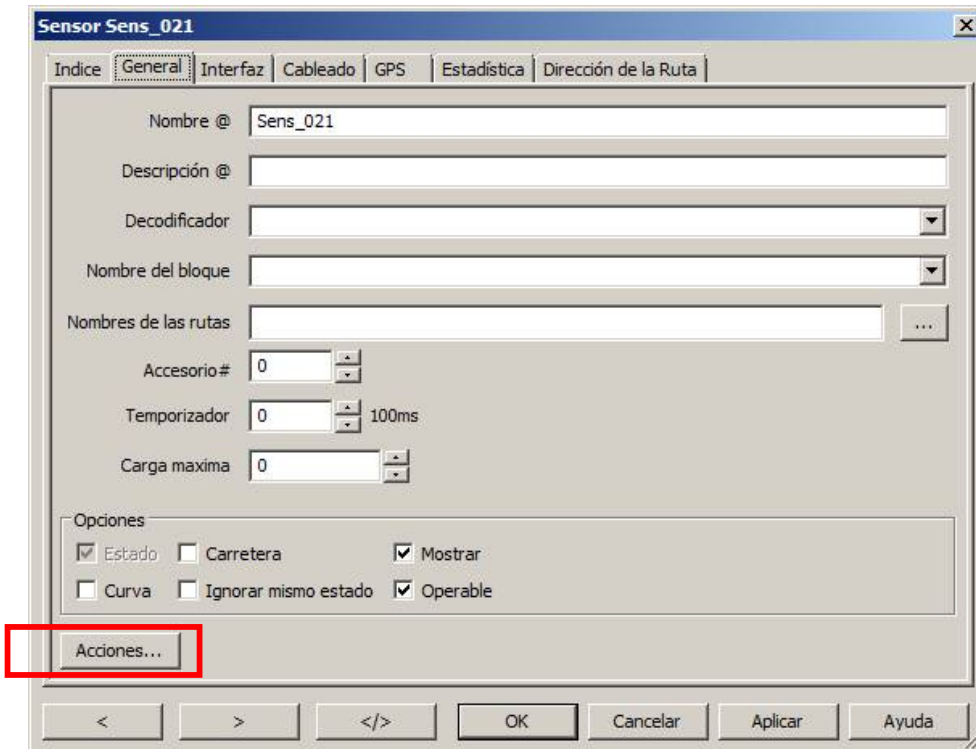 Sensor Sens_021
Indice General Interfaz Cableado GPS Estadística Dirección de la Ruta
Nombre @ Sens_021
Descripción @
Decodificador
Nombre del bloque
Nombres de las rutas ...
Accesorio# 0
Temporizador 0 100ms
Carga maxima 0
Opciones
Estado Carretera Mostrar
Curva Ignorar mismo estado Operable
Acciones...
< > </> OK Cancelar Aplicar Ayuda